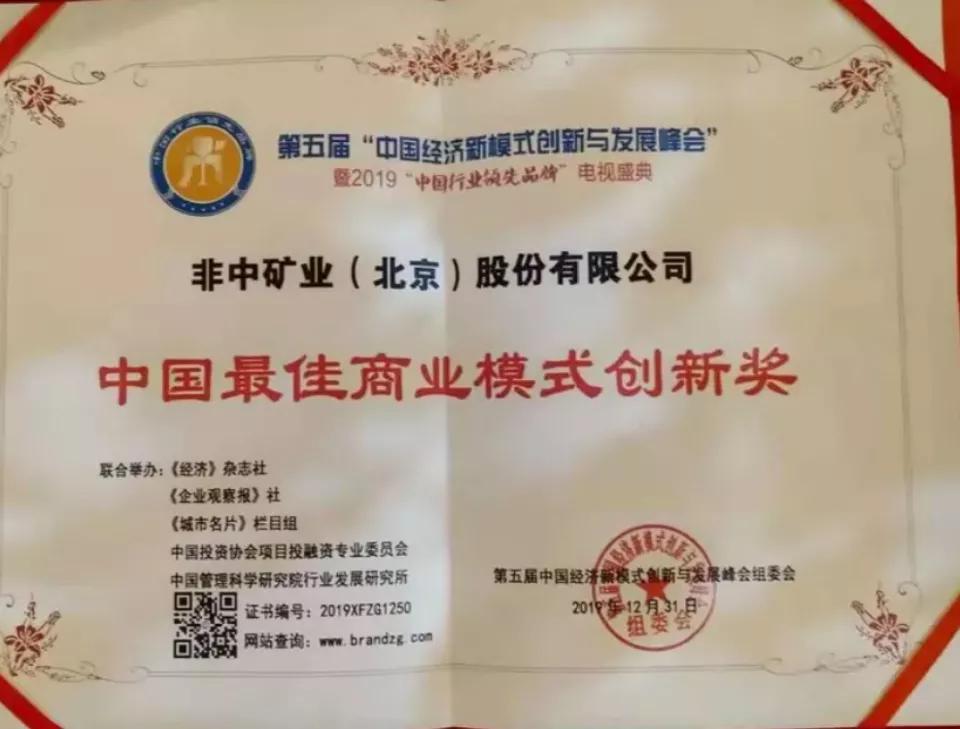 第五届“中国经济新模式创新与发展峰会”
暨2019“中国行业领先品牌”电视盛典
非中矿业（北京）股份有限公司
中国最佳商业模式创新奖
联合举办：《经济》杂志社
《企业观察报》社
《城市名片》栏目组
中国投资协会项目投融资专业委员会
中国管理科学研究院行业发展研究所
证书编号：2019XFZG1250
网站查询：www.brandzg.com
第五届中国经济新模式创新与发展峰会组委会
2019年12月31日
组委会